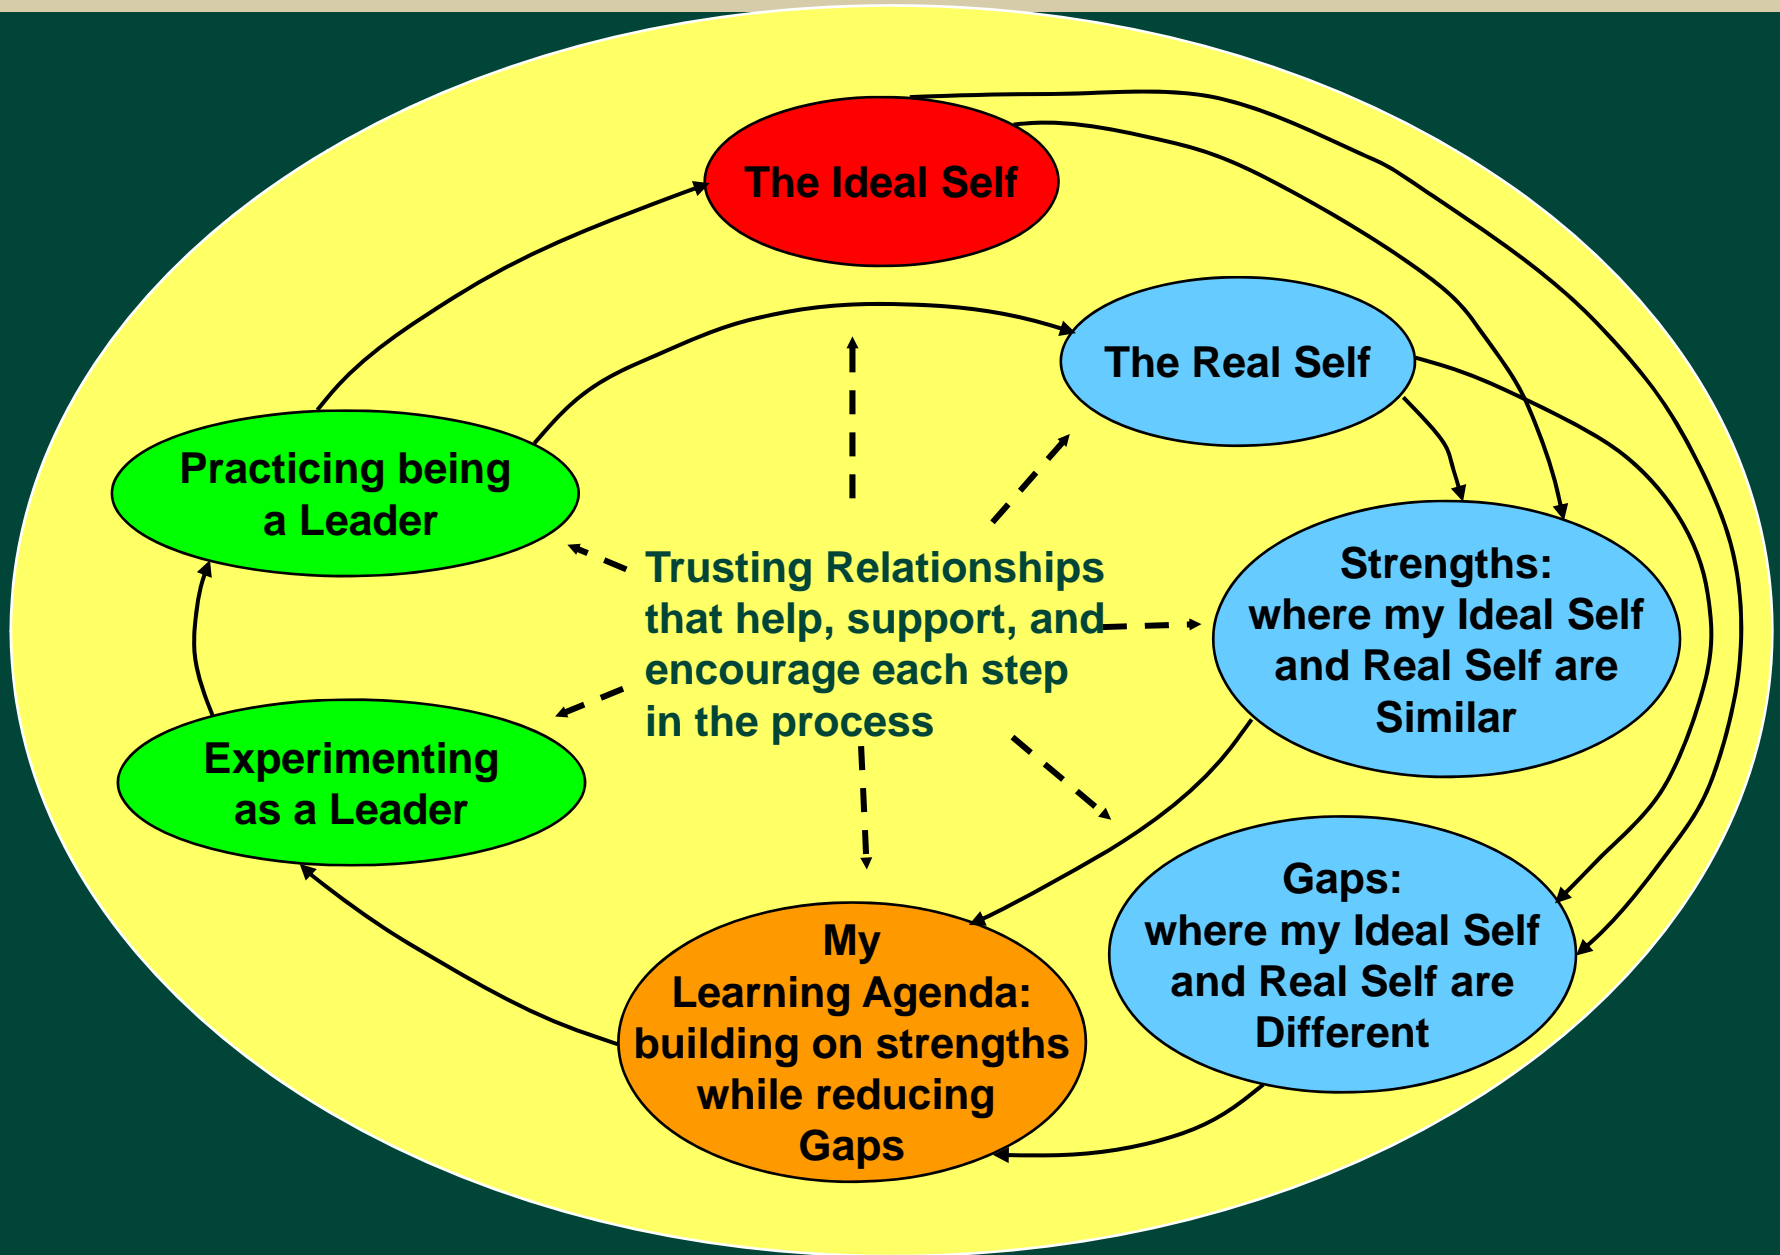 The Ideal Self
The Real Self
Practicing being
a Leader
Trusting Relationships
that help, support, and
encourage each step
in the process
Strengths:
where my Ideal Self
and Real Self are
Similar
Experimenting
as a Leader
Gaps:
where my Ideal Self
and Real Self are
Different
My
Learning Agenda:
building on strengths
while reducing
Gaps